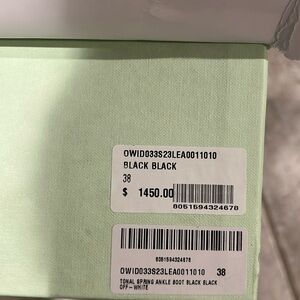 OWID033S23LEA0011010
BLACK BLACK
38
$ 1450.00
8051594324678
8051594324678
OWID033S23LEA0011010 38
TONAL SPRING ANKLE BOOT BLACK BLACK
OFF-WHITE